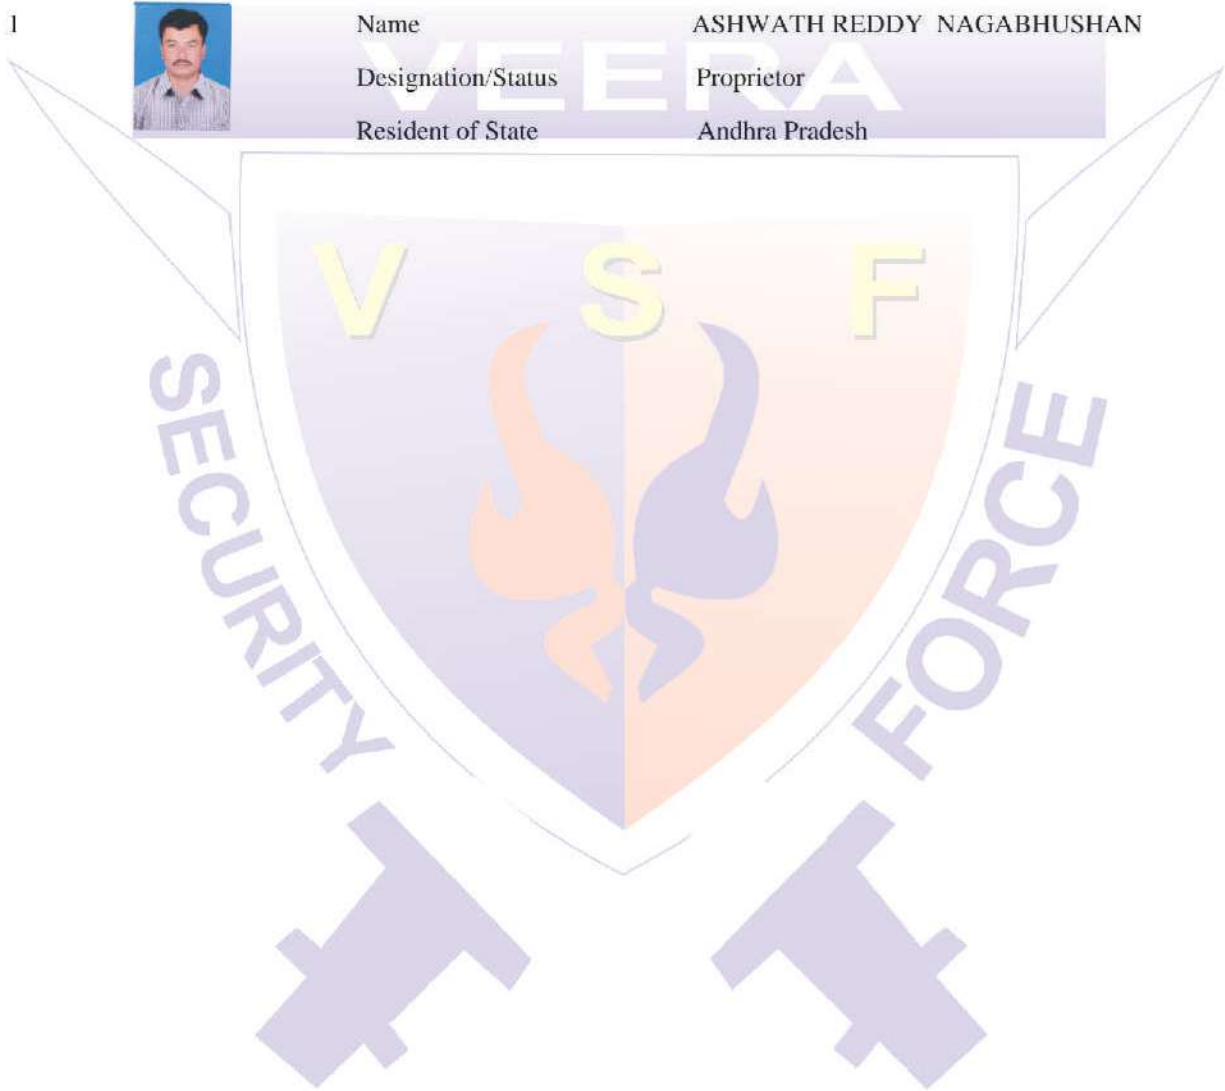 1 Name ASHWATH REDDY NAGABHUSHAN
Designation/Status Proprietor
Resident of State Andhra Pradesh
VEERA
V S F
SECURITY FORCE